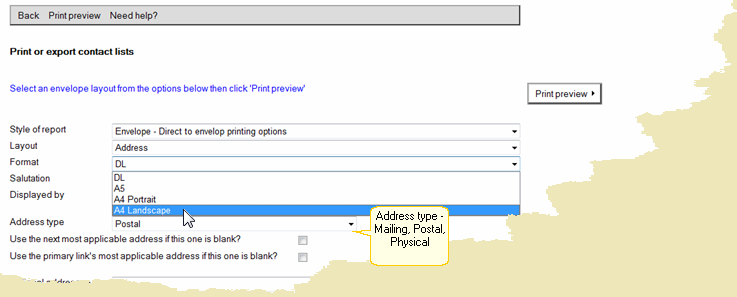 Back Print preview Need help?
Print or export contact lists
Select an envelope layout from the options below then click 'Print preview'
Print preview
Style of report Envelope - Direct to envelop printing options
Layout Address
Format DL
Salutation DL
A5
Displayed by A4 Portrait
A4 Landscape
Address type Postal
Address type -
Mailing, Postal,
Physical
Use the next most applicable address if this one is blank?
Use the primary link's most applicable address if this one is blank?